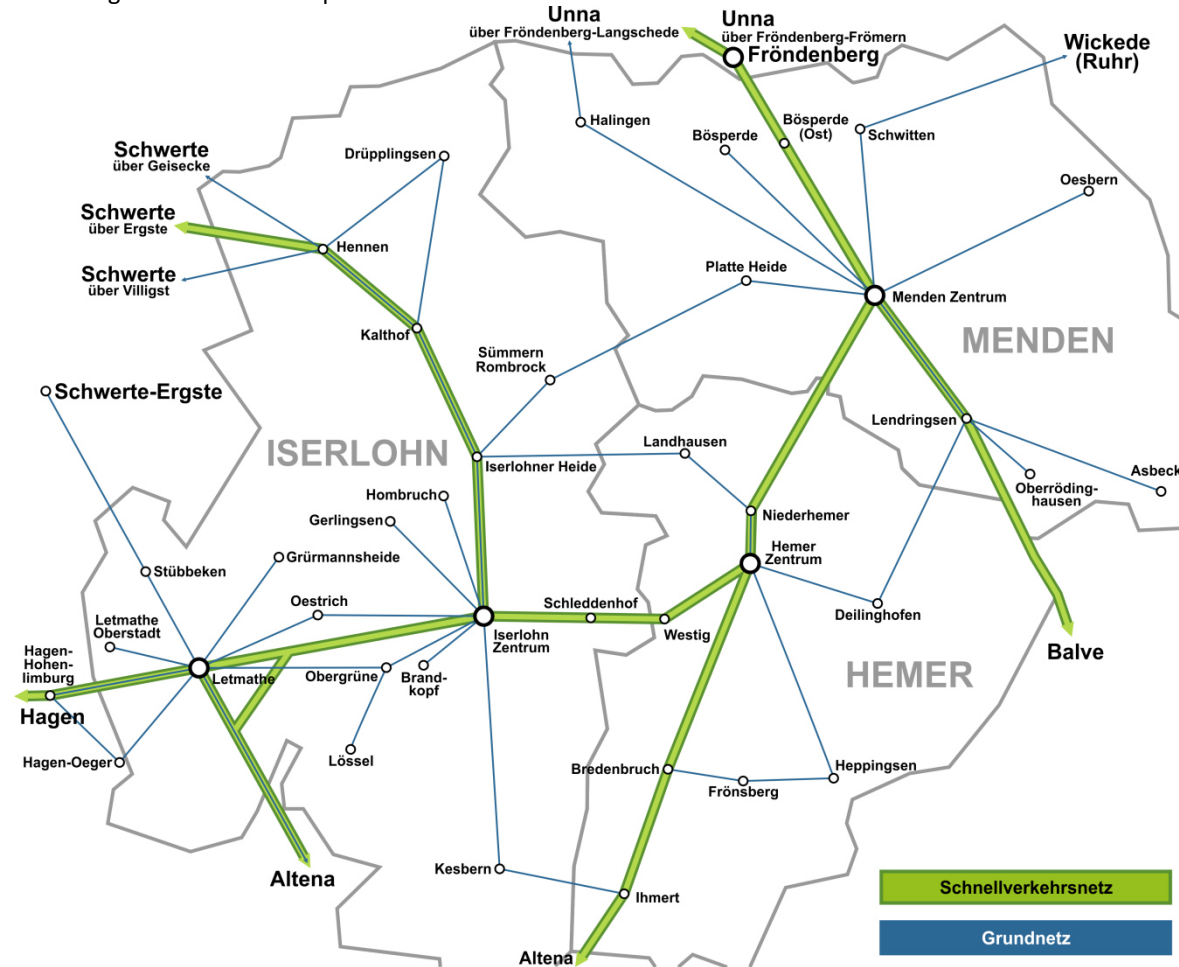 Unna
über Fröndenberg-Langschede
Unna
über Fröndenberg-Frömern
Fröndenberg
Wickede
(Ruhr)
Halingen
Bösperde
Bösperde
(Ost)
Schwitten
Oesbern
Schwerte
über Geisecke
Drüpplingsen
Schwerte
über Ergste
Hennen
Schwerte
über Villigst
Platte Heide
Menden Zentrum
Kalthof
MENDEN
Sümmern
Rombrock
Schwerte-Ergste
Lendringsen
ISERLOHN
Landhausen
Iserlohner Heide
Oberröding-
hausen
Asbeck
Hombruch
Gerlingsen
Niederhemer
Hemer
Zentrum
Grürmannsheide
Stübbeken
Oestrich
Schleddenhof
Westig
Deilinghofen
Letmathe
Oberstadt
Iserlohn
Zentrum
Hagen-
Hohen-
limburg
Letmathe
Obergrüne
Brand-
kopf
Balve
HEMER
Hagen
Hagen-Oeger
Lössel
Bredenbruch
Frönsberg
Heppingsen
Altena
Kesbern
Ihmert
Altena
Schnellverkehrsnetz
Grundnetz